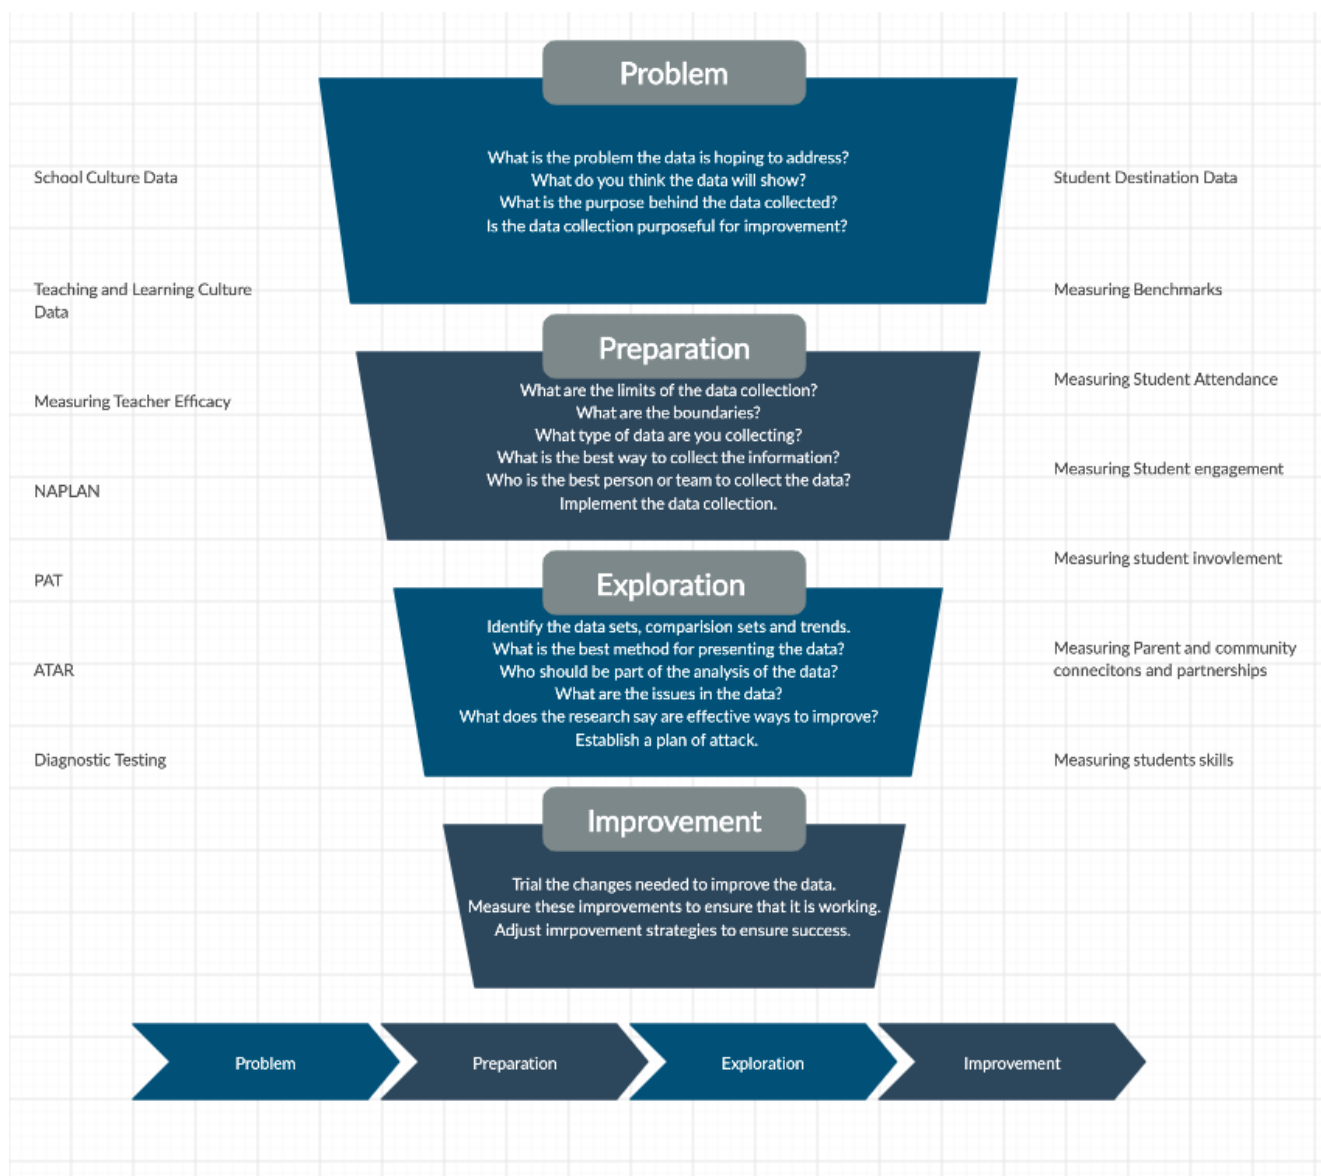 Problem
What is the problem the data is hoping to address?
What do you think the data will show?
What is the purpose behind the data collected?
Is the data collection purposeful for improvement?
School Culture Data
Teaching and Learning Culture
Data
Measuring Teacher Efficacy
NAPLAN
PAT
ATAR
Diagnostic Testing
Student Destination Data
Measuring Benchmarks
Measuring Student Attendance
Measuring Student engagement
Measuring student invovlement
Measuring Parent and community
connecitons and partnerships
Measuring students skills
Preparation
What are the limits of the data collection?
What are the boundaries?
What type of data are you collecting?
What is the best way to collect the information?
Who is the best person or team to collect the data?
Implement the data collection.
Exploration
Identify the data sets, comparision sets and trends.
What is the best method for presenting the data?
Who should be part of the analysis of the data?
What are the issues in the data?
What does the research say are effective ways to improve?
Establish a plan of attack.
Improvement
Trial the changes needed to improve the data.
Measure these improvements to ensure that it is working.
Adjust imrpovement strategies to ensure success.
Problem
Preparation
Exploration
Improvement